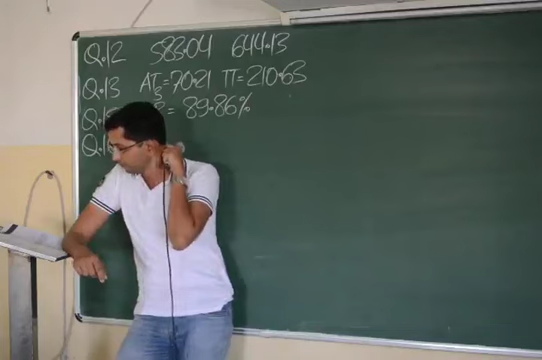 Q.12 583.04 644.13
Q.13 AT = 70.21 TT = 210.63
Q. = 89.86%
Q.